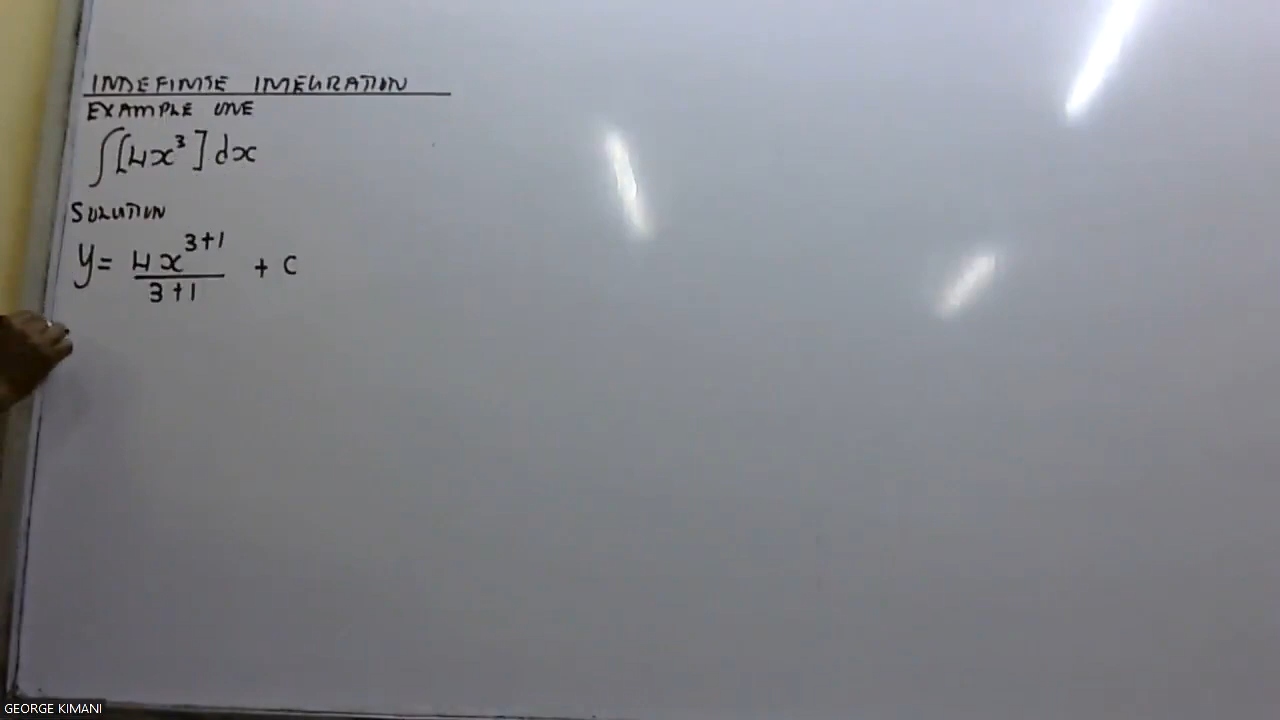 INDEFINITE INTEGRATION
EXAMPLE ONE
∫[4x³]dx
SOLUTION
y = 4x^(3+1)/(3+1) + c
GEORGE KIMANI